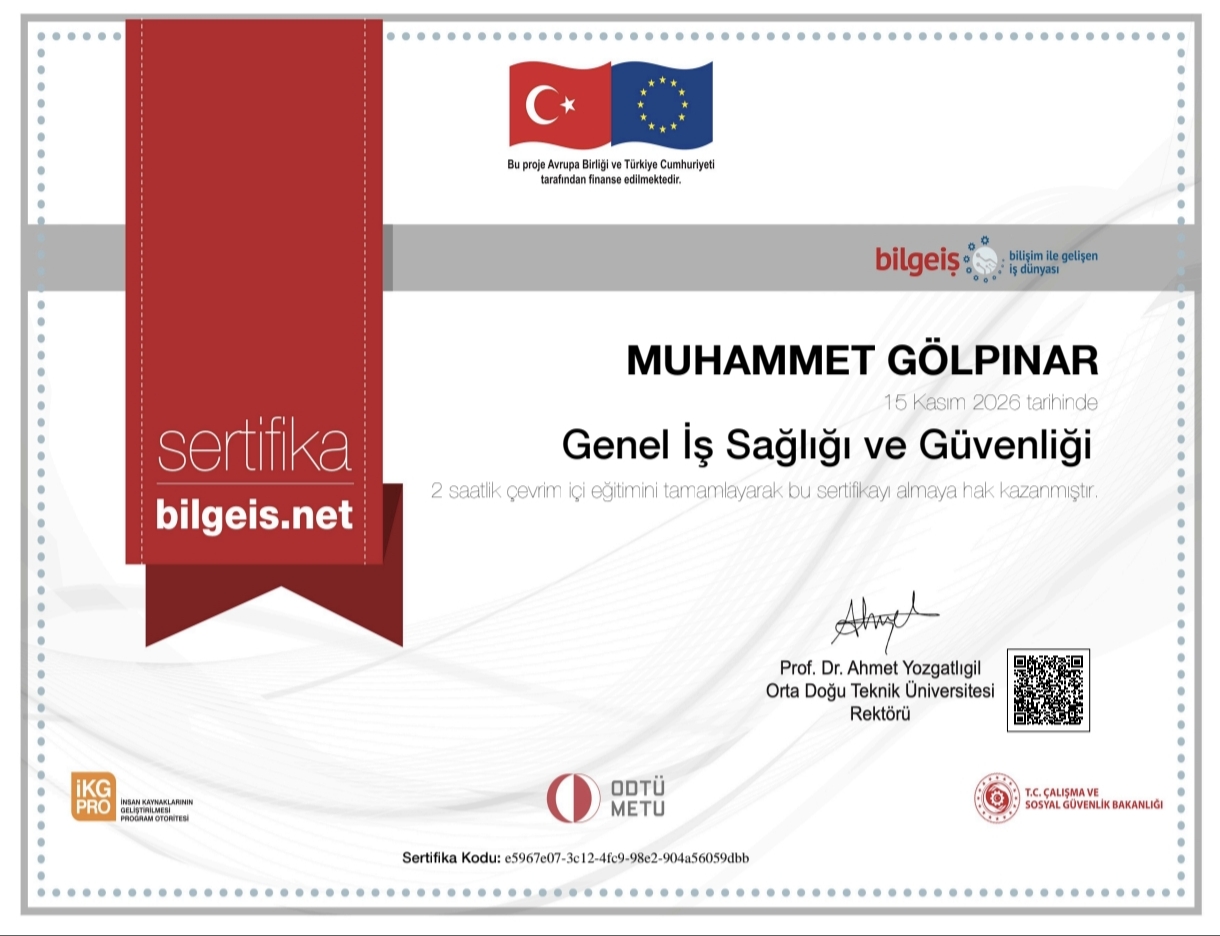 Bu proje Avrupa Birliği ve Türkiye Cumhuriyeti
tarafından finanse edilmektedir.
bilgeiş
bilişim ile gelişen
iş dünyası
MUHAMMET GÖLPINAR
15 Kasım 2026 tarihinde
Genel İş Sağlığı ve Güvenliği
2 saatlik çevrim içi eğitimini tamamlayarak bu sertifikayı almaya hak kazanmıştır.
sertifika
bilgeis.net
Prof. Dr. Ahmet Yozgatlıgil
Orta Doğu Teknik Üniversitesi
Rektörü
iKG
PRO
İNSAN KAYNAKLARININ
GELİŞTİRİLMESİ
PROGRAM OTORİTESİ
ODTÜ
METU
T.C. ÇALIŞMA VE
SOSYAL GÜVENLİK BAKANLIĞI
Sertifika Kodu: e5967e07-3c12-4fc9-98e2-904a56059dbb